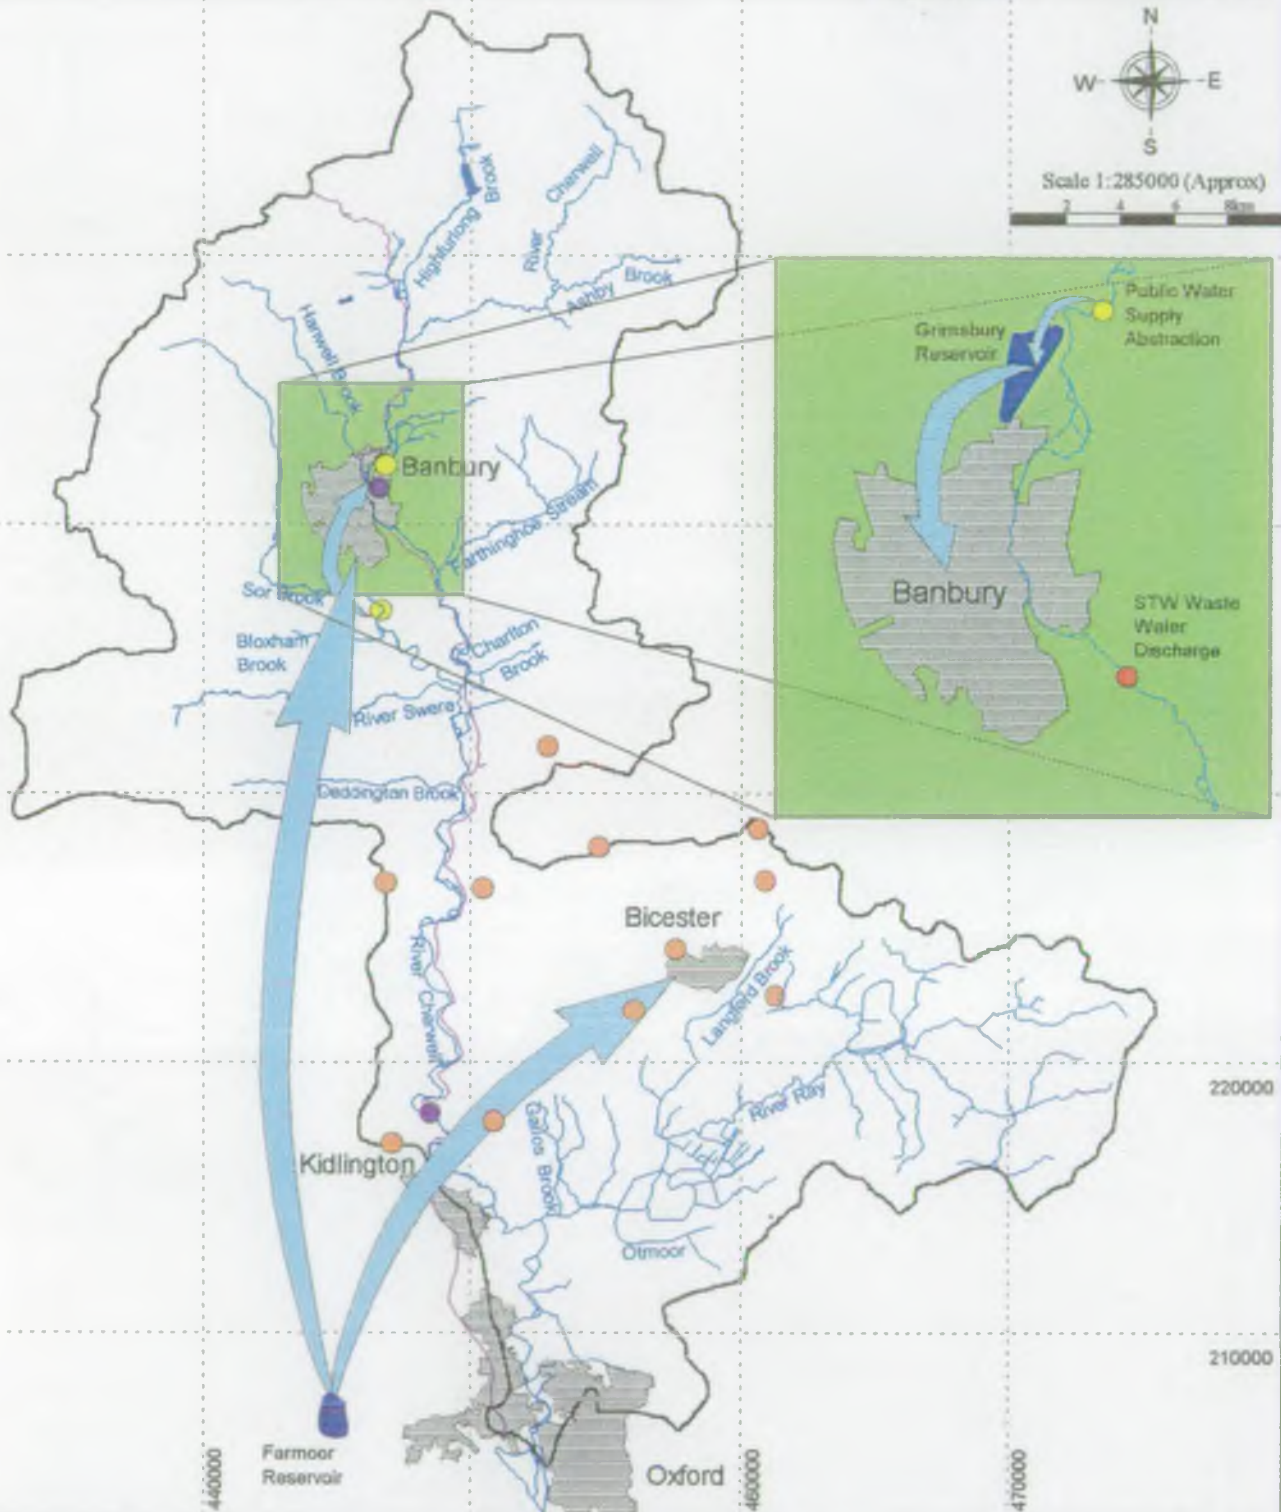 N
W
E
S
Scale 1:285000 (Approx)
2
4
6
8km
Highfurlong
Brook
River
Cherwell
Ashby
Brook
Hanwell Brook
Banbury
Farthinghoe Stream
Sor Brook
Bloxham
Brook
Charlton
Brook
River Swere
Deddington Brook
Grimsbury
Reservoir
Public Water
Supply
Abstraction
Banbury
STW Waste
Water
Discharge
Bicester
River
Cherwell
Langford Brook
River Ray
220000
Gallos Brook
Kidlington
Otmoor
210000
Farmoor
Reservoir
Oxford
440000
460000
470000